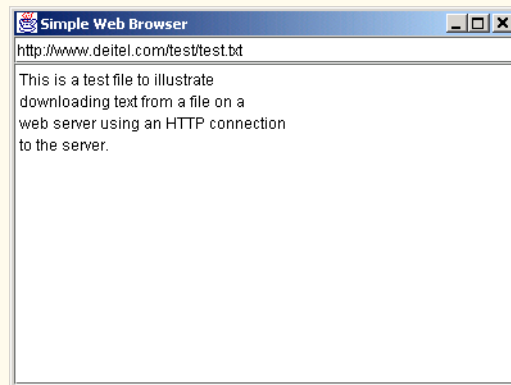 Simple Web Browser
http://www.deitel.com/test/test.txt
This is a test file to illustrate
downloading text from a file on a
web server using an HTTP connection
to the server.